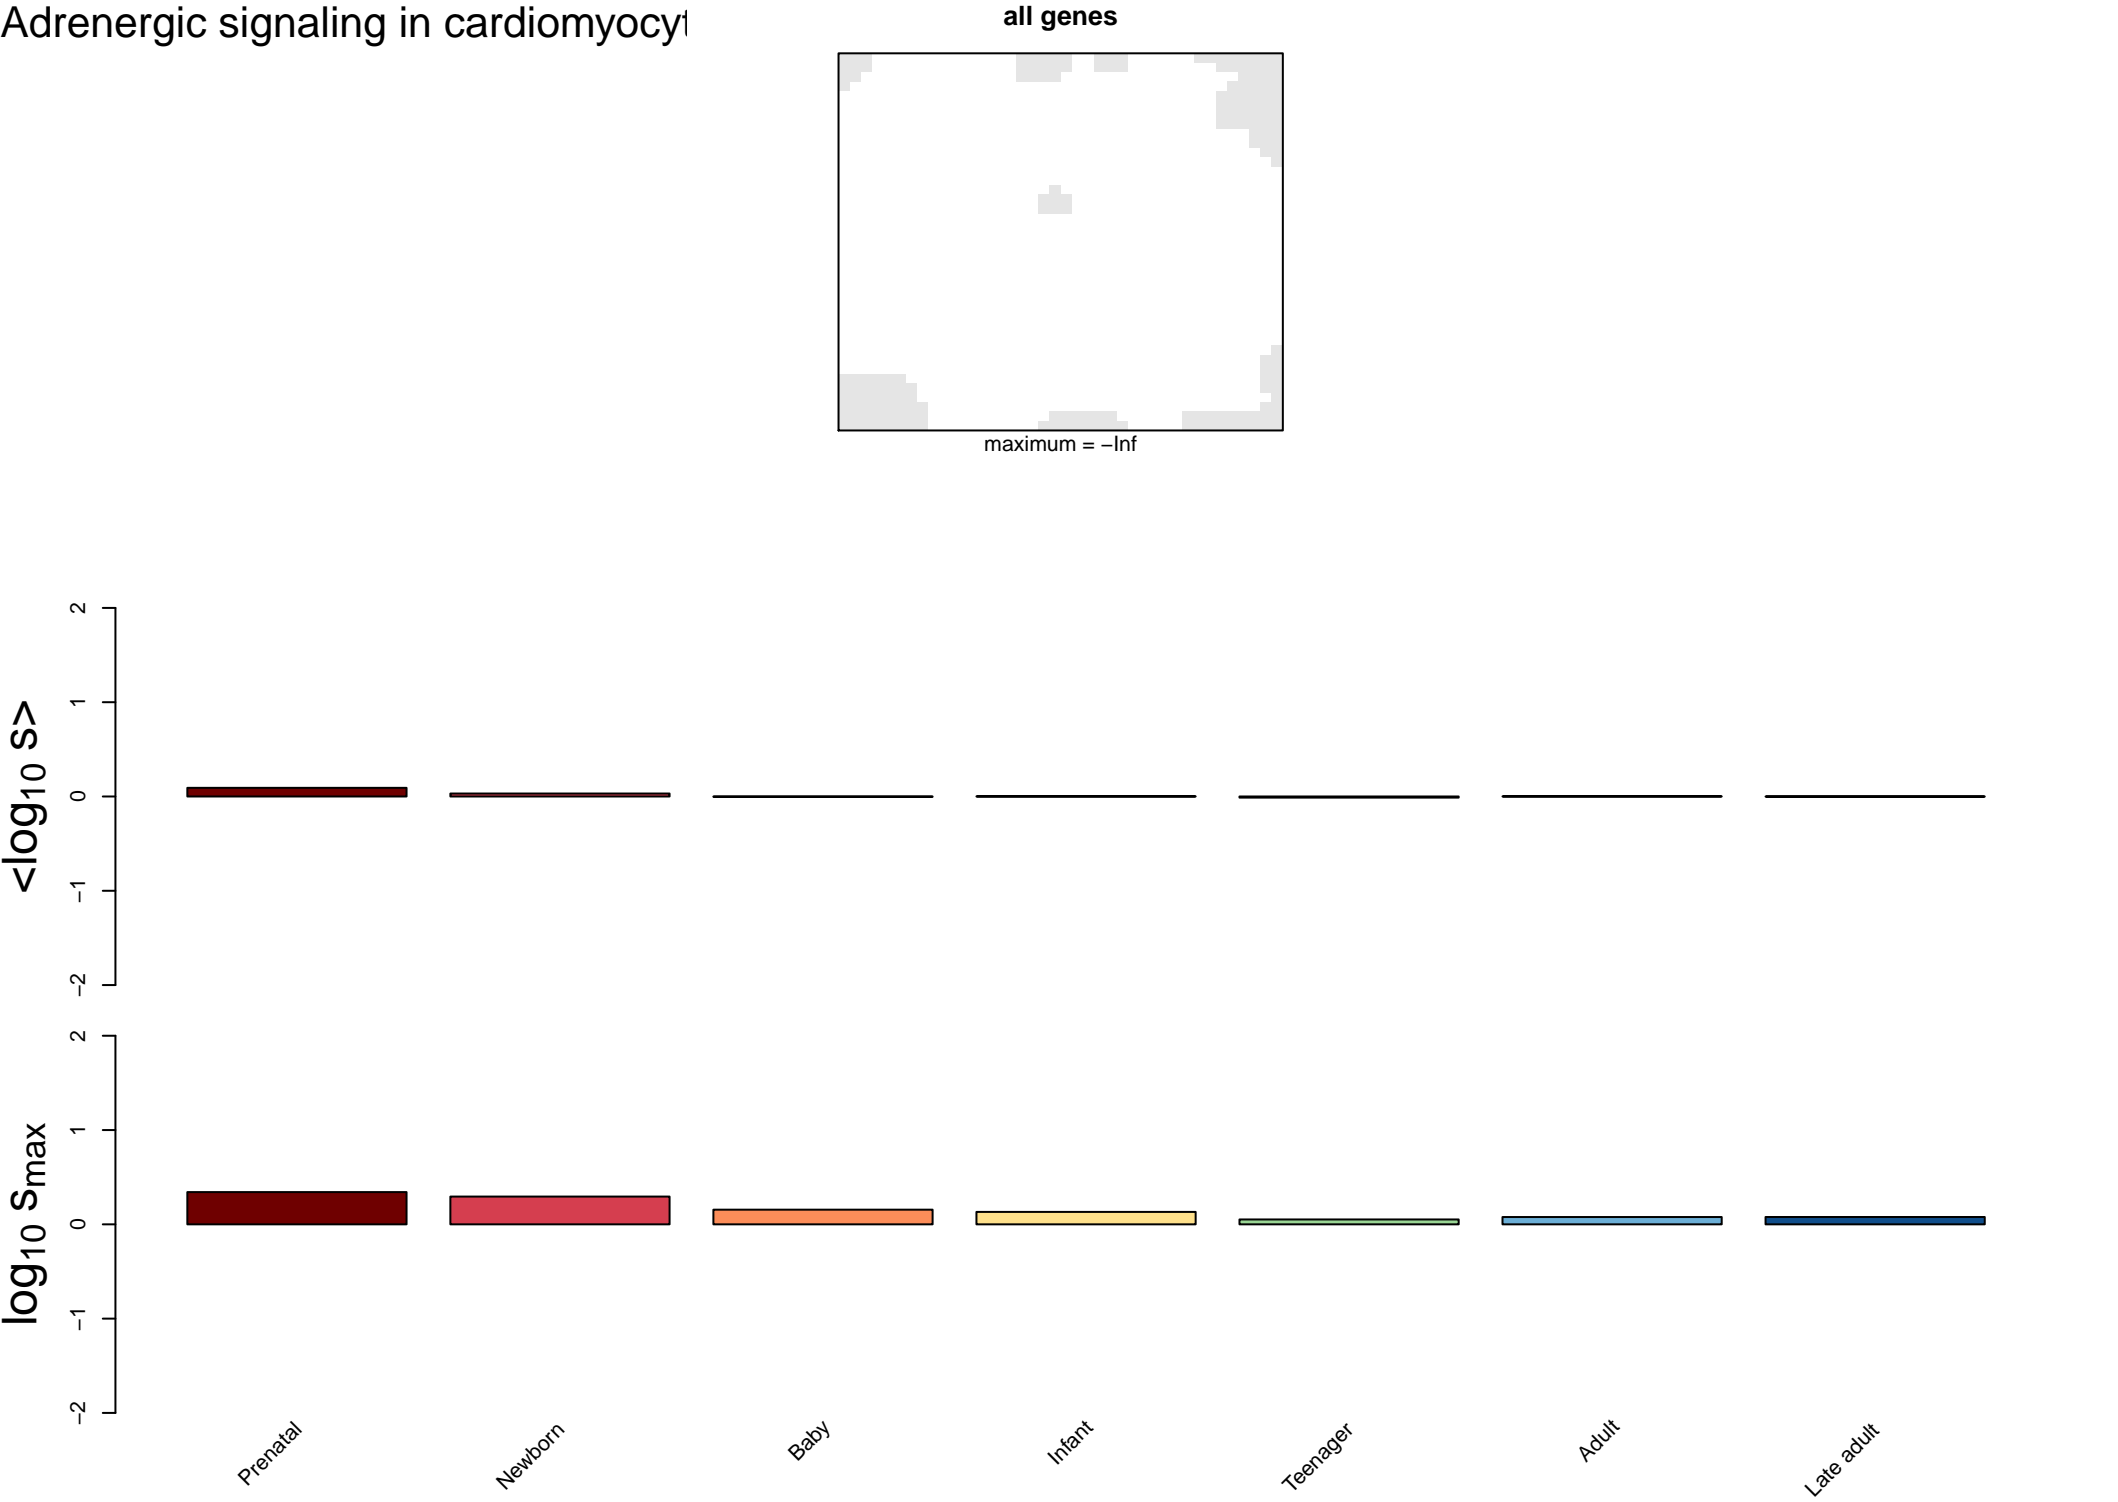 Adrenergic signaling in cardiomyocyt
all genes
maximum = −Inf
<log10 s>
2
1
0
−1
−2
log10 smax
2
1
0
−1
−2
Prenatal
Newborn
Baby
Infant
Teenager
Adult
Late adult